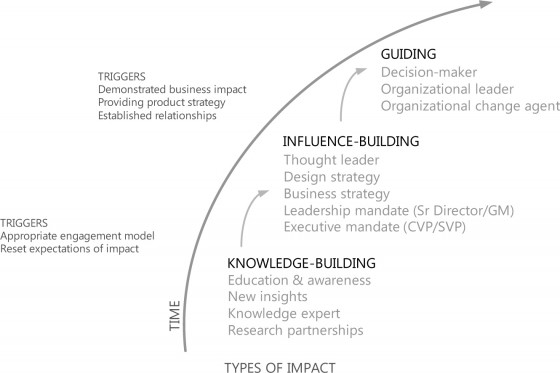 GUIDING
Decision-maker
Organizational leader
Organizational change agent
TRIGGERS
Demonstrated business impact
Providing product strategy
Established relationships
INFLUENCE-BUILDING
Thought leader
Design strategy
Business strategy
Leadership mandate (Sr Director/GM)
Executive mandate (CVP/SVP)
TRIGGERS
Appropriate engagement model
Reset expectations of impact
KNOWLEDGE-BUILDING
Education & awareness
New insights
Knowledge expert
Research partnerships
TIME
TYPES OF IMPACT